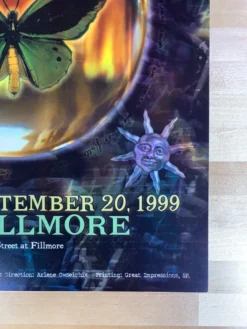 TEMBER 20, 1999
LLMORE
Street at Fillmore
Direction: Arlene Owseichik Printing: Great Impressions, SF.